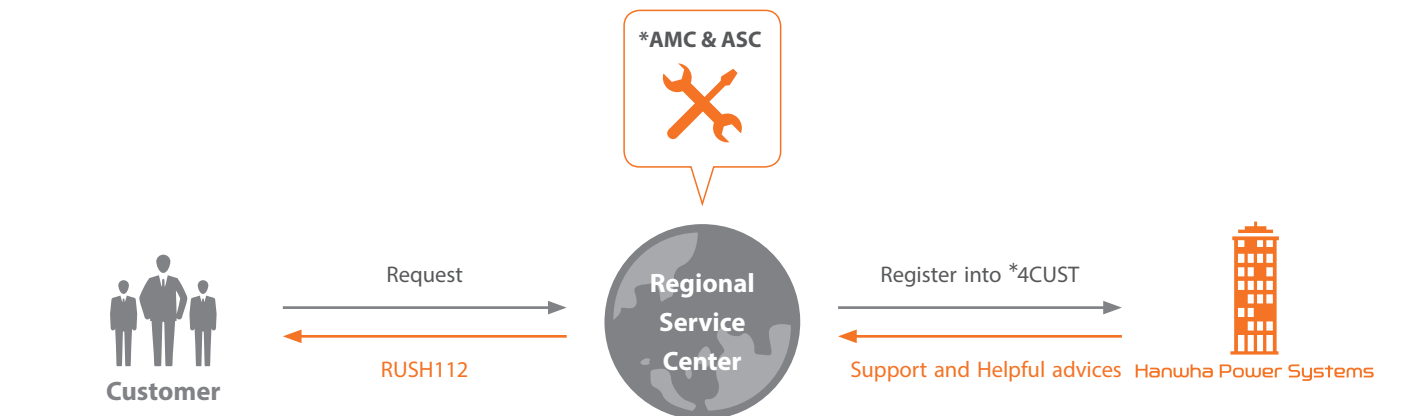 *AMC & ASC
Request
RUSH112
Customer
Regional
Service
Center
Register into *4CUST
Support and Helpful advices
Hanwha Power Systems